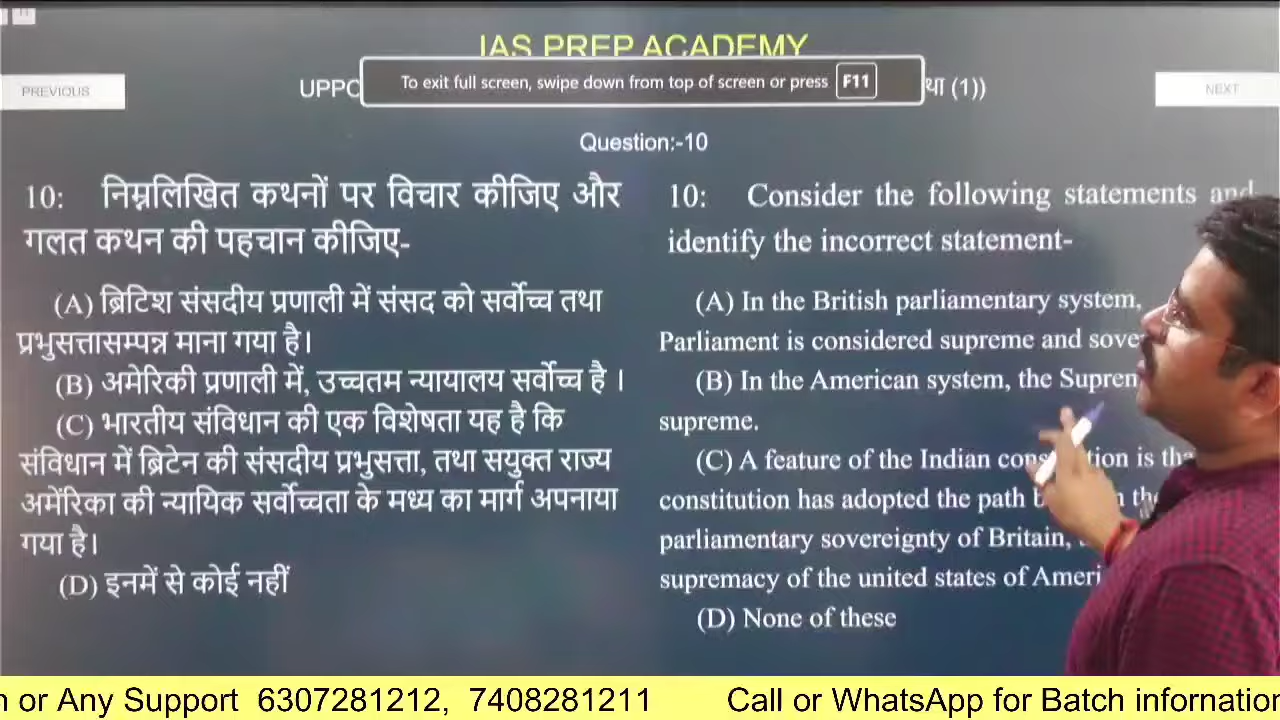 IAS PREP ACADEMY
To exit full screen, swipe down from top of screen or press F11
PREVIOUS
UPPC
(1))
NEXT
Question:-10
10: निम्नलिखित कथनों पर विचार कीजिए और
गलत कथन की पहचान कीजिए-
(A) ब्रिटिश संसदीय प्रणाली में संसद को सर्वोच्च तथा
प्रभुसत्तासम्पन्न माना गया है।
(B) अमेरिकी प्रणाली में, उच्चतम न्यायालय सर्वोच्च है ।
(C) भारतीय संविधान की एक विशेषता यह है कि
संविधान में ब्रिटेन की संसदीय प्रभुसत्ता, तथा सयुक्त राज्य
अमेंरिका की न्यायिक सर्वोच्चता के मध्य का मार्ग अपनाया
गया है।
(D) इनमें से कोई नहीं
10: Consider the following statements and
identify the incorrect statement-
(A) In the British parliamentary system,
Parliament is considered supreme and
(B) In the American system, the
supreme.
(C) A feature of the Indian
constitution has adopted the path
parliamentary sovereignty of Britain,
supremacy of the united states of
(D) None of these
or Any Support 6307281212, 7408281211 Call or WhatsApp for Batch infornation